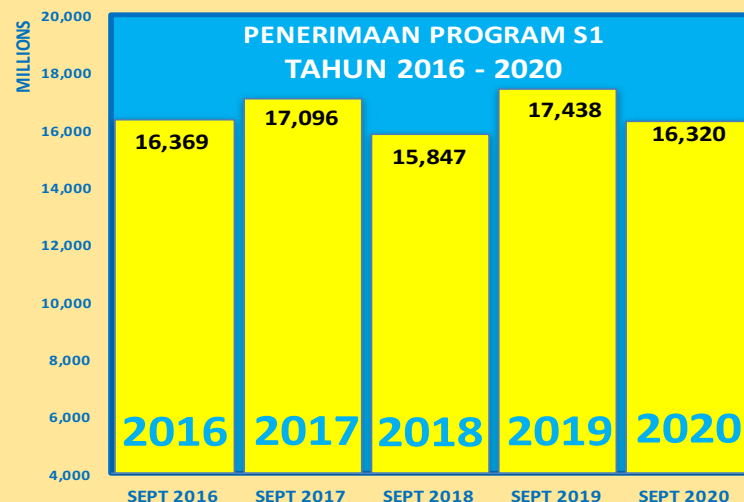 MILLIONS
PENERIMAAN PROGRAM S1
TAHUN 2016 - 2020
20,000
18,000
16,000
14,000
12,000
10,000
8,000
6,000
4,000
16,369
17,096
15,847
17,438
16,320
2016
2017
2018
2019
2020
SEPT 2016
SEPT 2017
SEPT 2018
SEPT 2019
SEPT 2020